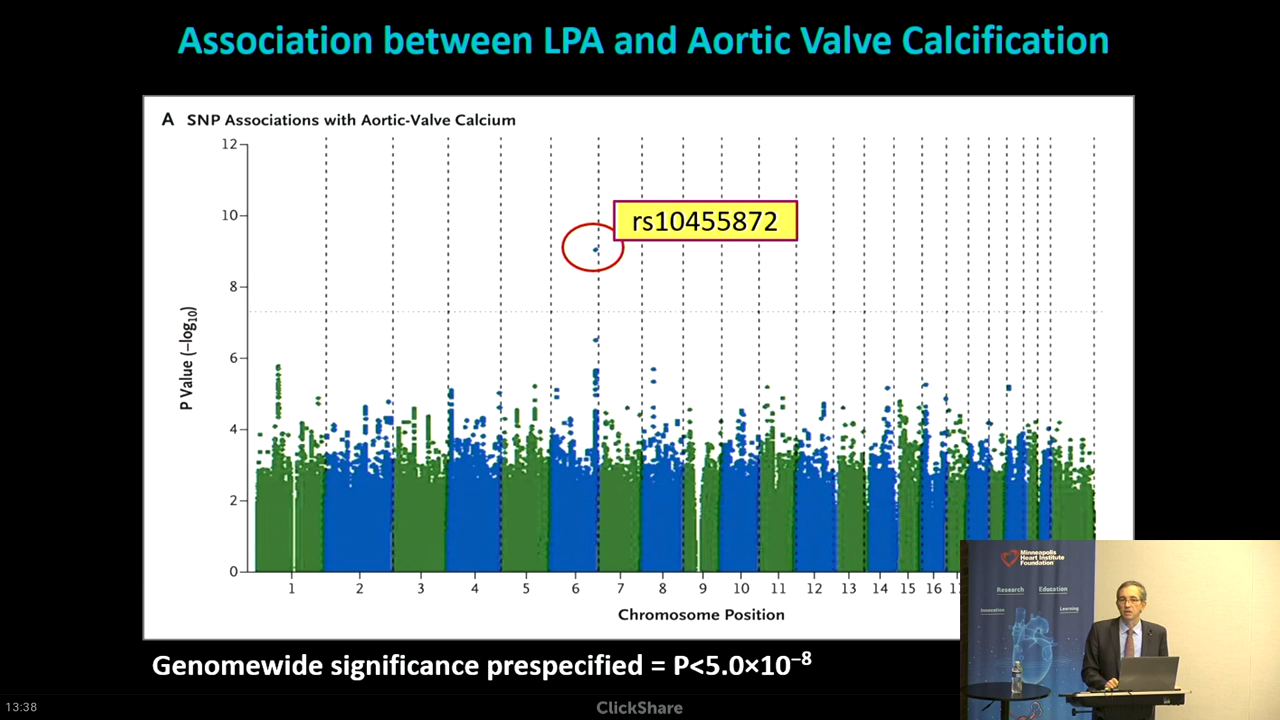 Association between LPA and Aortic Valve Calcification
A SNP Associations with Aortic-Valve Calcium
12
10
8
6
4
2
0
P Value (–log10)
rs10455872
1 2 3 4 5 6 7 8 9 10 11 12 13 14 15 16
Chromosome Position
Genomewide significance prespecified = P<5.0×10⁻⁸
Minneapolis
Heart Institute
Foundation
Research Education
Innovation Learning
13:38
ClickShare